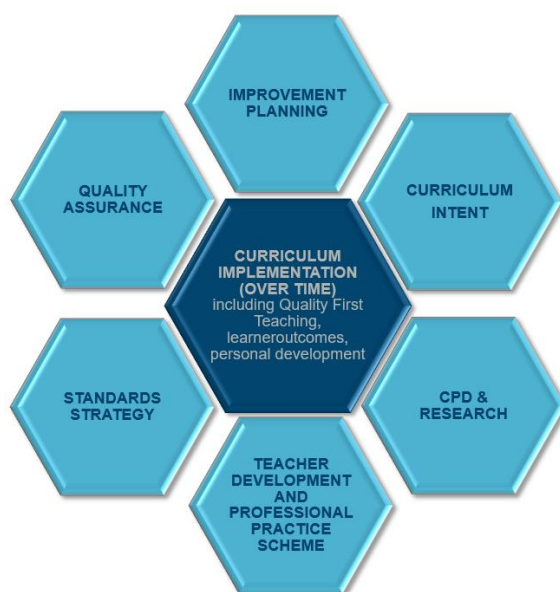 IMPROVEMENT
PLANNING
QUALITY
ASSURANCE
CURRICULUM
INTENT
CURRICULUM
IMPLEMENTATION
(OVER TIME)
including Quality First
Teaching,
learneroutcomes,
personal development
STANDARDS
STRATEGY
CPD &
RESEARCH
TEACHER
DEVELOPMENT
AND
PROFESSIONAL
PRACTICE
SCHEME